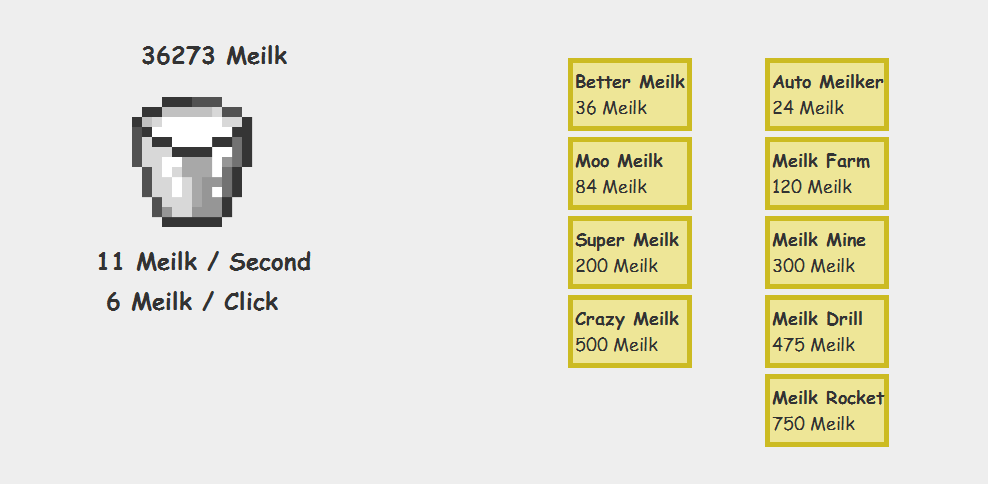 36273 Meilk
11 Meilk / Second
6 Meilk / Click
Better Meilk
36 Meilk
Moo Meilk
84 Meilk
Super Meilk
200 Meilk
Crazy Meilk
500 Meilk
Auto Meilker
24 Meilk
Meilk Farm
120 Meilk
Meilk Mine
300 Meilk
Meilk Drill
475 Meilk
Meilk Rocket
750 Meilk